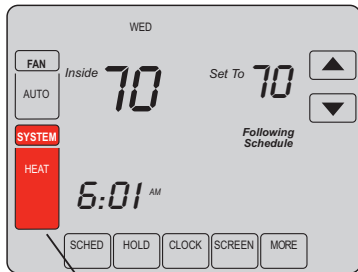 WED
FAN
AUTO
Inside 70
Set To 70
Following
Schedule
SYSTEM
HEAT
6:01 AM
SCHED HOLD CLOCK SCREEN MORE